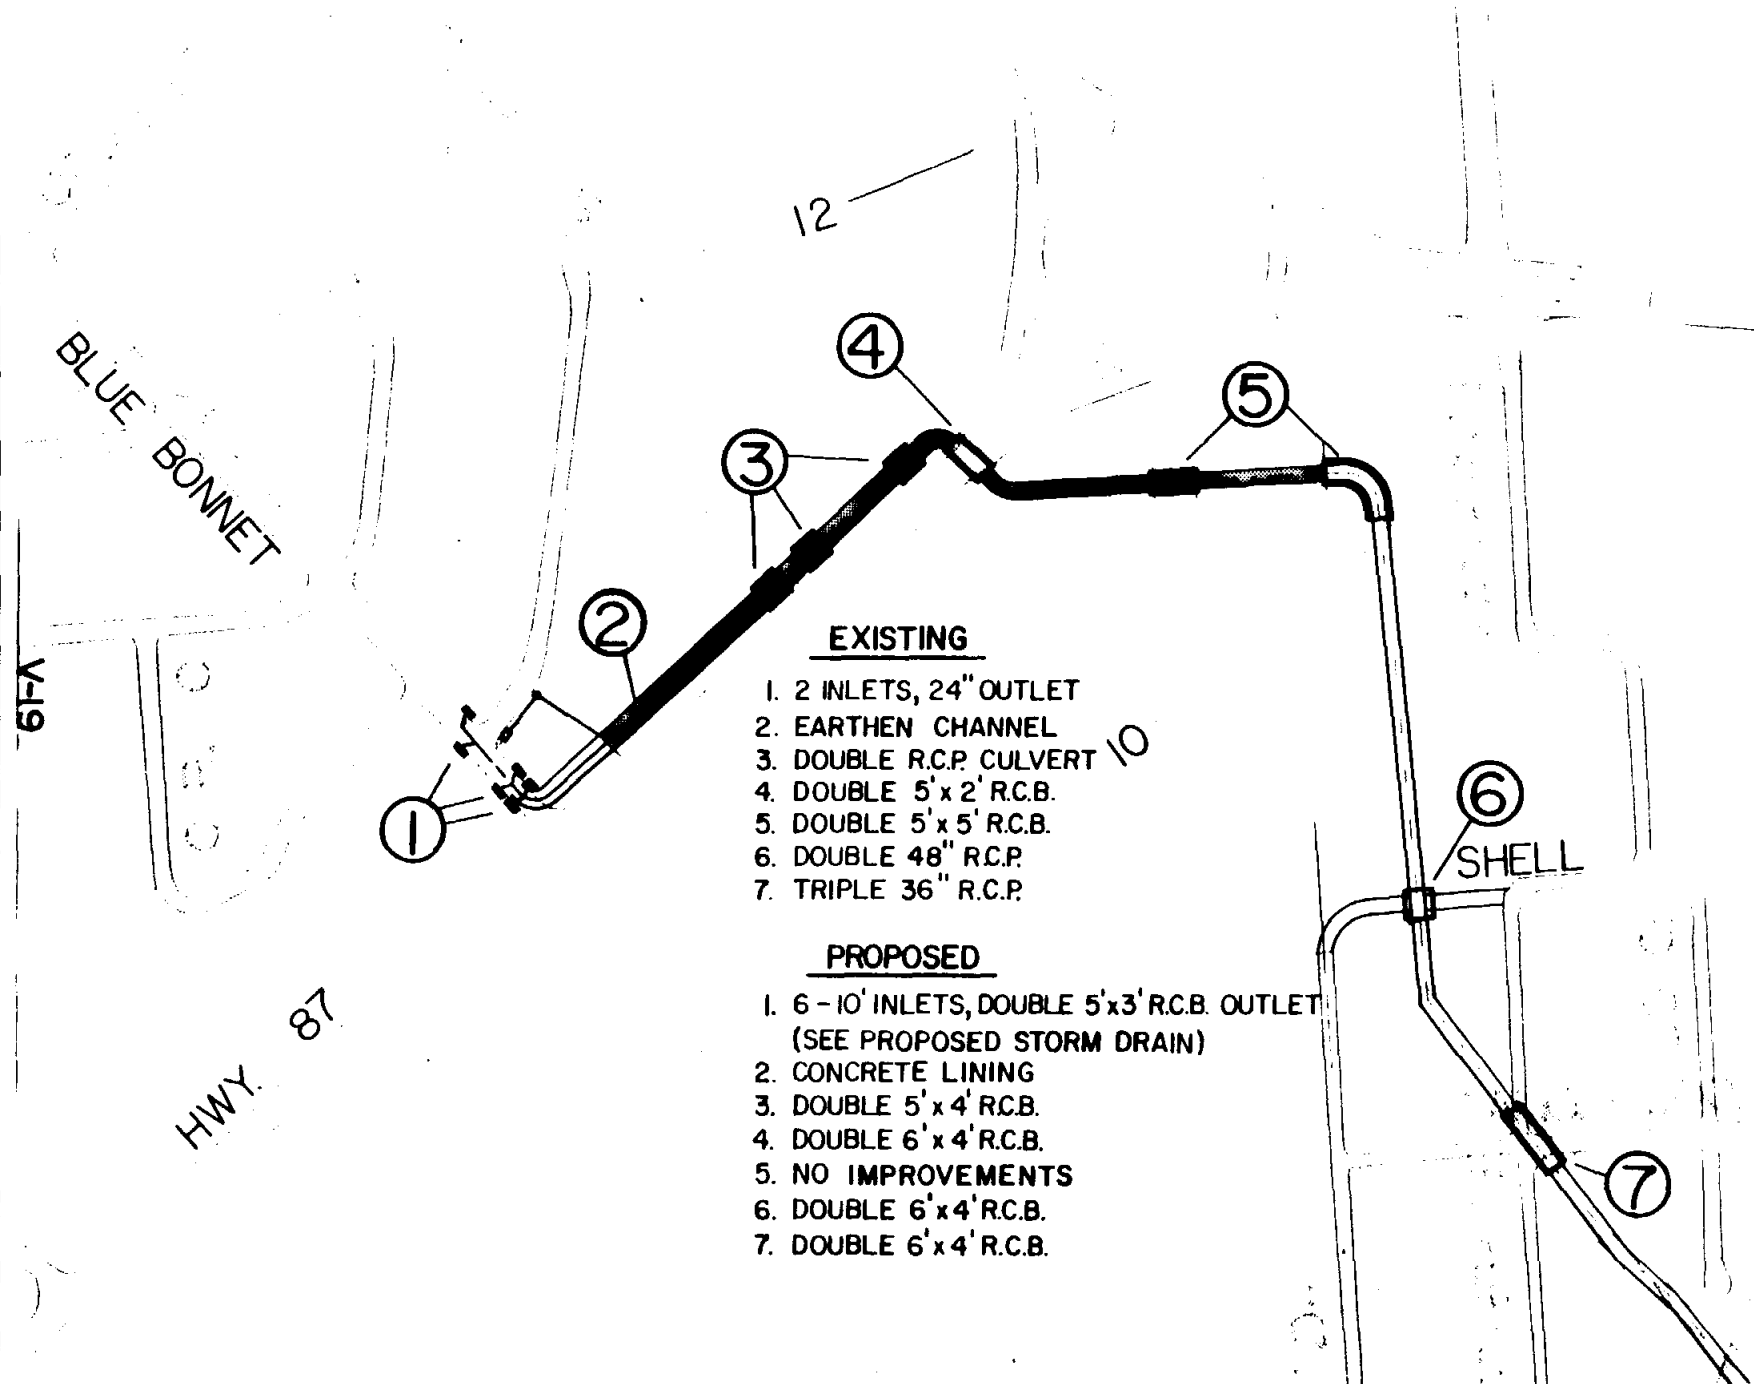 12
BLUE BONNET
4
5
3
2
EXISTING
1. 2 INLETS, 24" OUTLET
2. EARTHEN CHANNEL
3. DOUBLE R.C.P. CULVERT
10
4. DOUBLE 5'x 2' R.C.B.
5. DOUBLE 5'x 5' R.C.B.
6. DOUBLE 48" R.C.P.
7. TRIPLE 36" R.C.P.
V-19
1
6
SHELL
PROPOSED
1. 6-10' INLETS, DOUBLE 5'x3' R.C.B. OUTLET
(SEE PROPOSED STORM DRAIN)
2. CONCRETE LINING
3. DOUBLE 5'x 4' R.C.B.
4. DOUBLE 6'x 4' R.C.B.
5. NO IMPROVEMENTS
6. DOUBLE 6'x4' R.C.B.
7. DOUBLE 6'x4' R.C.B.
HWY. 87
7